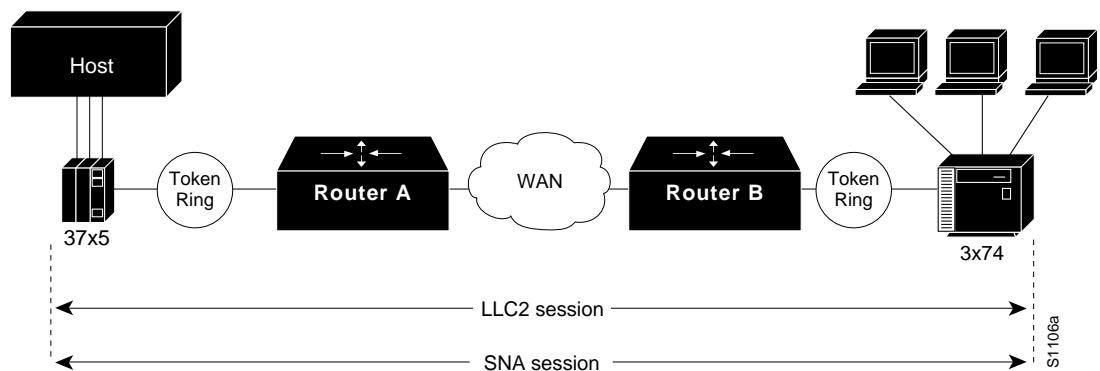 Host
Token
Ring
Router A
WAN
Router B
Token
Ring
37x5
3x74
LLC2 session
SNA session
S1106a